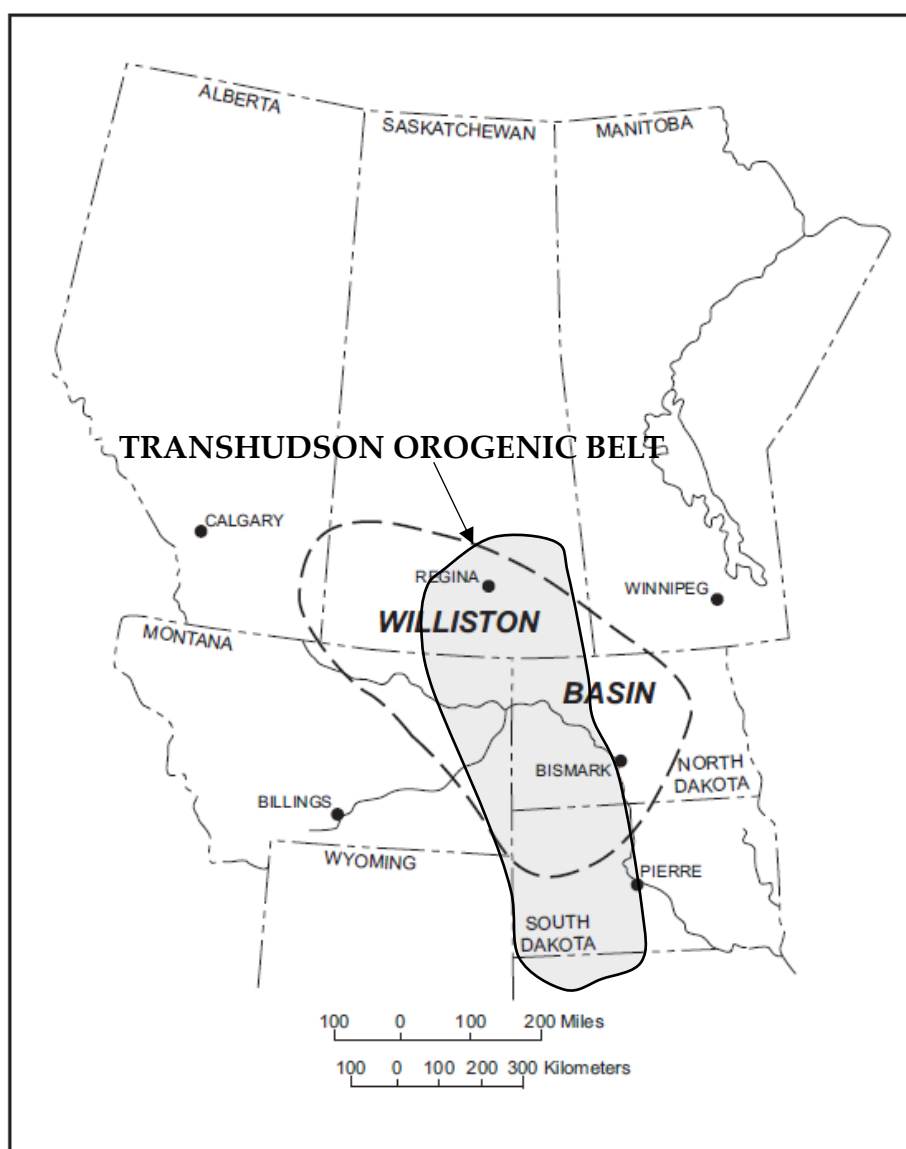 ALBERTA
SASKATCHEWAN
MANITOBA
TRANSHUDSON OROGENIC BELT
CALGARY
REGINA
WINNIPEG
WILLISTON
MONTANA
BASIN
BISMARK
NORTH
DAKOTA
BILLINGS
WYOMING
PIERRE
SOUTH
DAKOTA
100 0 100 200 Miles
100 0 100 200 300 Kilometers